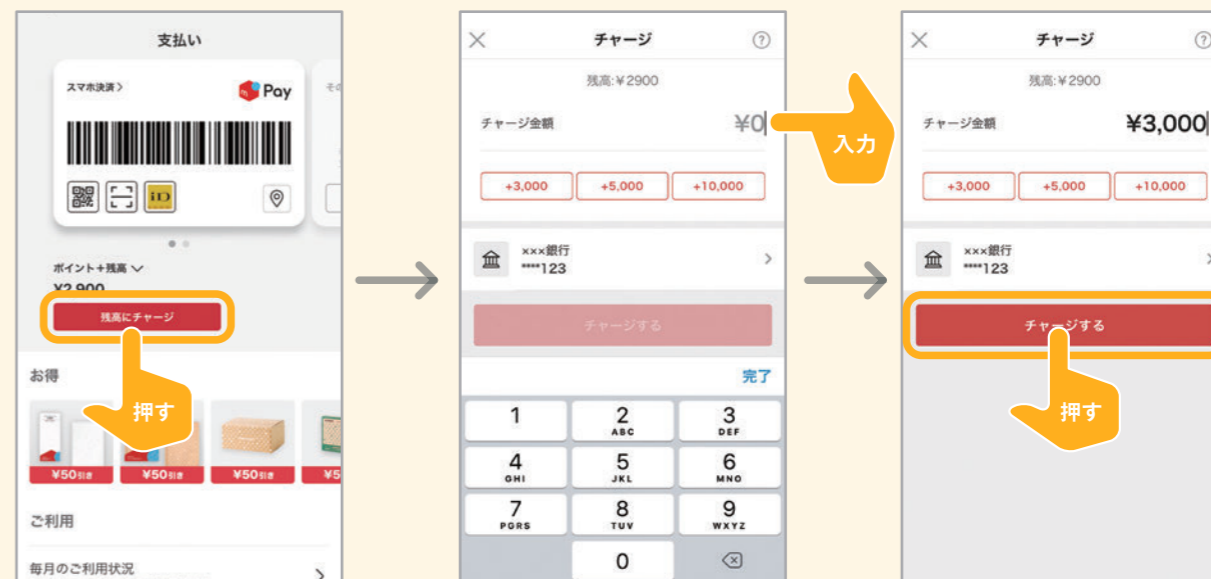 支払い
スマホ決済 >
Pay
iD
ポイント+残高
¥2,900
残高にチャージ
押す
お得
¥50引き
¥50引き
¥50引き
¥5
ご利用
毎月のご利用状況
チャージ
?
残高:¥2900
チャージ金額
¥0
入力
+3,000
+5,000
+10,000
×××銀行
****123
チャージする
完了
1
2
ABC
3
DEF
4
GHI
5
JKL
6
MNO
7
PQRS
8
TUV
9
WXYZ
0
チャージ
?
残高:¥2900
チャージ金額
¥3,000
+3,000
+5,000
+10,000
×××銀行
****123
チャージする
押す